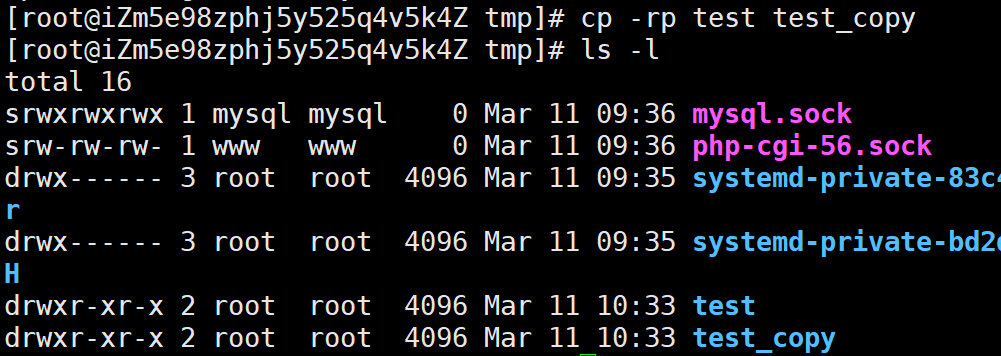 [root@iZm5e98zphj5y525q4v5k4Z tmp]# cp -rp test test_copy
[root@iZm5e98zphj5y525q4v5k4Z tmp]# ls -l
total 16
srwxrwxrwx 1 mysql mysql    0 Mar 11 09:36 mysql.sock
srw-rw-rw- 1 www   www      0 Mar 11 09:36 php-cgi-56.sock
drwx------ 3 root  root  4096 Mar 11 09:35 systemd-private-83c4
r
drwx------ 3 root  root  4096 Mar 11 09:35 systemd-private-bd2d
H
drwxr-xr-x 2 root  root  4096 Mar 11 10:33 test
drwxr-xr-x 2 root  root  4096 Mar 11 10:33 test_copy